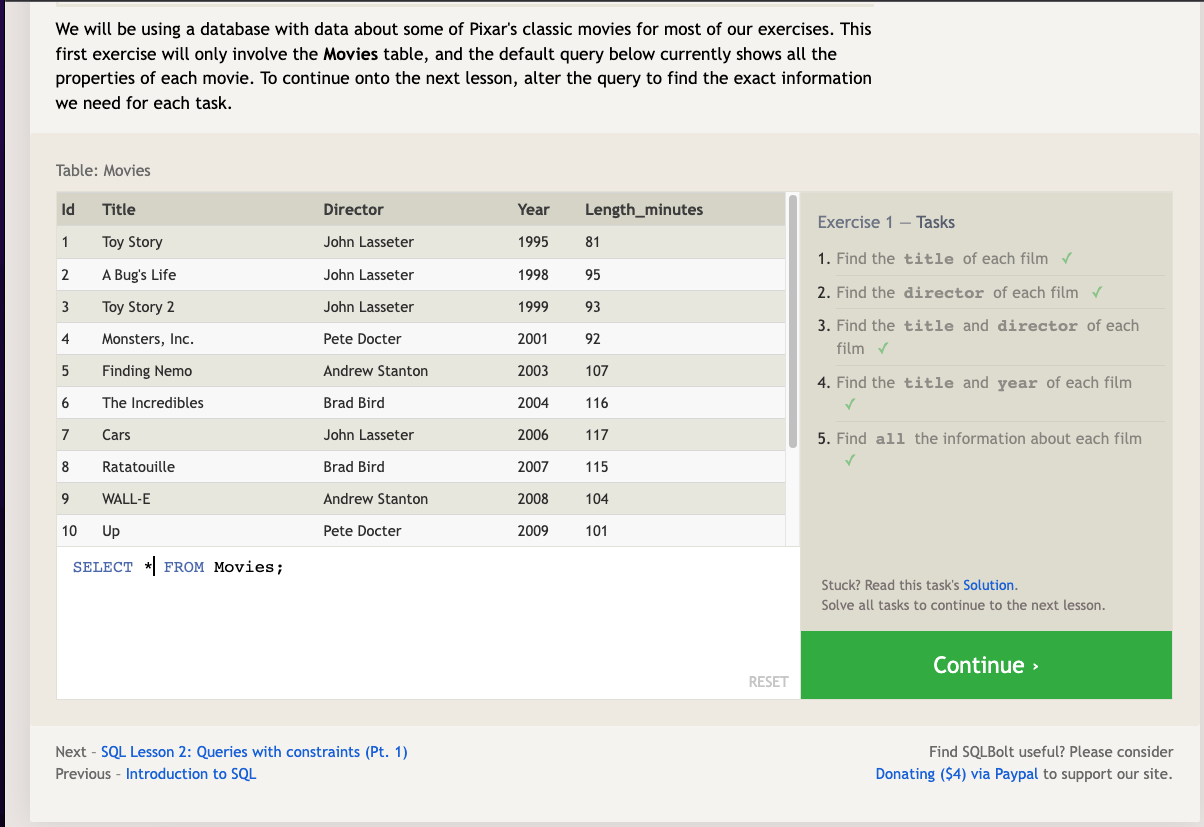 We will be using a database with data about some of Pixar's classic movies for most of our exercises. This
first exercise will only involve the Movies table, and the default query below currently shows all the
properties of each movie. To continue onto the next lesson, alter the query to find the exact information
we need for each task.
Table: Movies
Id Title Director Year Length_minutes
1 Toy Story John Lasseter 1995 81
2 A Bug's Life John Lasseter 1998 95
3 Toy Story 2 John Lasseter 1999 93
4 Monsters, Inc. Pete Docter 2001 92
5 Finding Nemo Andrew Stanton 2003 107
6 The Incredibles Brad Bird 2004 116
7 Cars John Lasseter 2006 117
8 Ratatouille Brad Bird 2007 115
9 WALL-E Andrew Stanton 2008 104
10 Up Pete Docter 2009 101
SELECT * FROM Movies;
RESET
Exercise 1 — Tasks
1. Find the title of each film ✓
2. Find the director of each film ✓
3. Find the title and director of each
film ✓
4. Find the title and year of each film
✓
5. Find all the information about each film
✓
Stuck? Read this task's Solution.
Solve all tasks to continue to the next lesson.
Continue ›
Next – SQL Lesson 2: Queries with constraints (Pt. 1)
Previous – Introduction to SQL
Find SQLBolt useful? Please consider
Donating ($4) via Paypal to support our site.